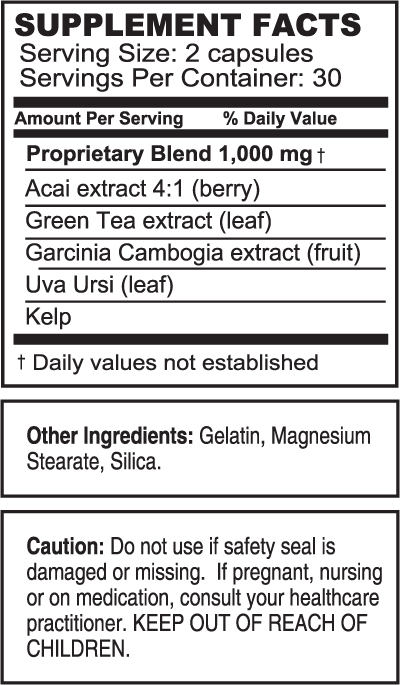 SUPPLEMENT FACTS
Serving Size: 2 capsules
Servings Per Container: 30
Amount Per Serving % Daily Value
Proprietary Blend 1,000 mg †
Acai extract 4:1 (berry)
Green Tea extract (leaf)
Garcinia Cambogia extract (fruit)
Uva Ursi (leaf)
Kelp
† Daily values not established
Other Ingredients: Gelatin, Magnesium
Stearate, Silica.
Caution: Do not use if safety seal is
damaged or missing. If pregnant, nursing
or on medication, consult your healthcare
practitioner. KEEP OUT OF REACH OF
CHILDREN.